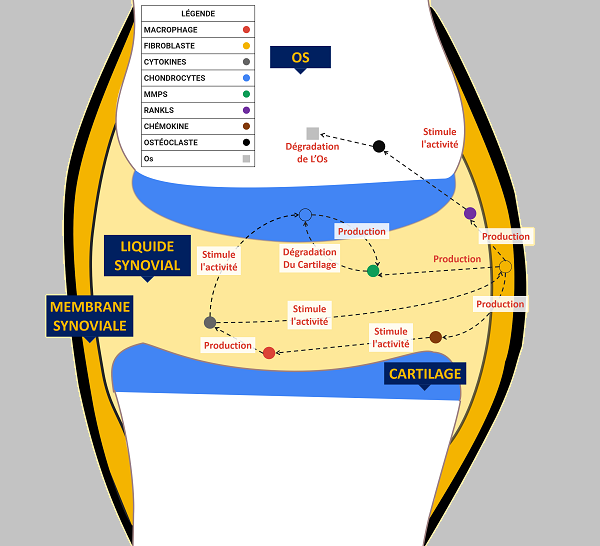 LÉGENDE
MACROPHAGE
FIBROBLASTE
CYTOKINES
CHONDROCYTES
MMPS
RANKLS
CHÉMOKINE
OSTÉOCLASTE
Os
OS
Stimule
l'activité
Dégradation
de L'Os
Production
Production
LIQUIDE
SYNOVIAL
Stimule
l'activité
Dégradation
Du Cartilage
Production
MEMBRANE
SYNOVIALE
Stimule
l'activité
Production
Production
Stimule
l'activité
CARTILAGE